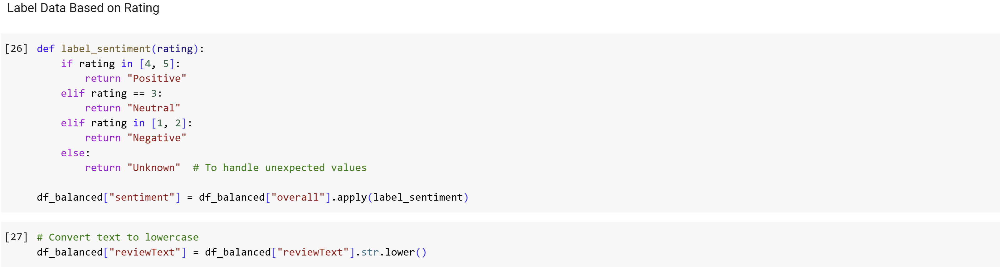 Label Data Based on Rating
[26] def label_sentiment(rating):
    if rating in [4, 5]:
        return "Positive"
    elif rating == 3:
        return "Neutral"
    elif rating in [1, 2]:
        return "Negative"
    else:
        return "Unknown"  # To handle unexpected values
df_balanced["sentiment"] = df_balanced["overall"].apply(label_sentiment)
[27] # Convert text to lowercase
df_balanced["reviewText"] = df_balanced["reviewText"].str.lower()